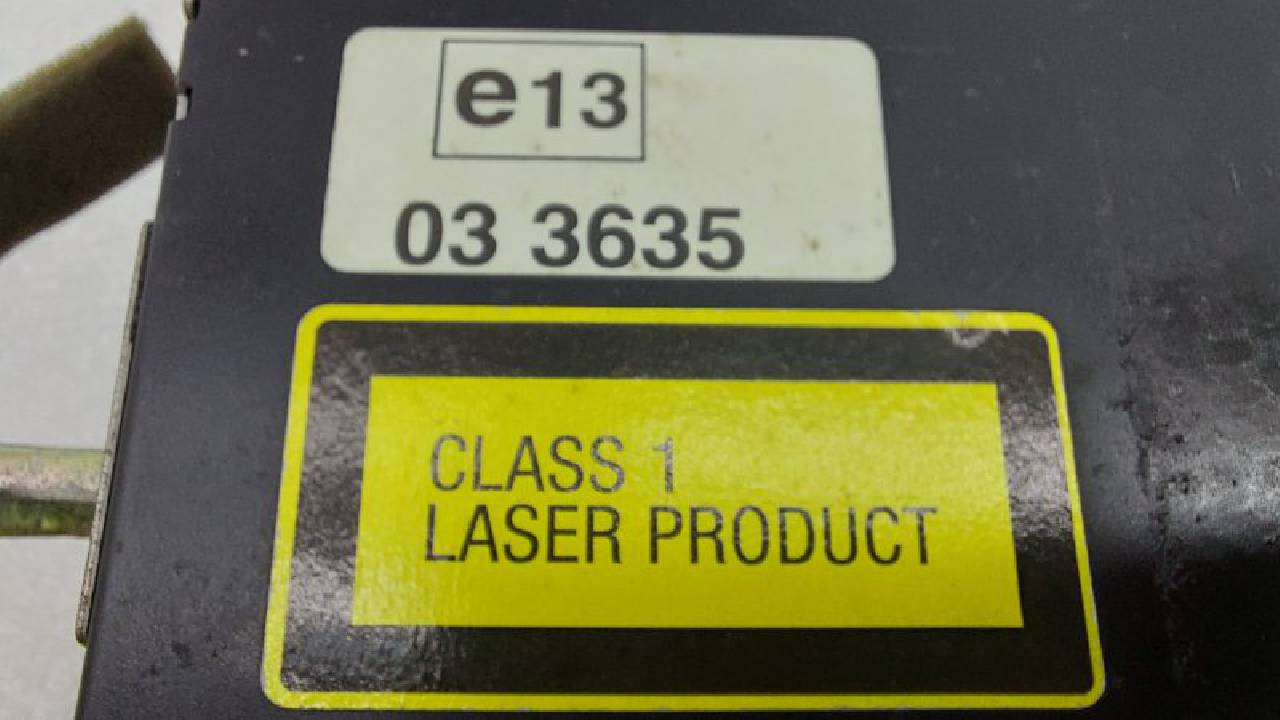 e13
03 3635
CLASS 1
LASER PRODUCT